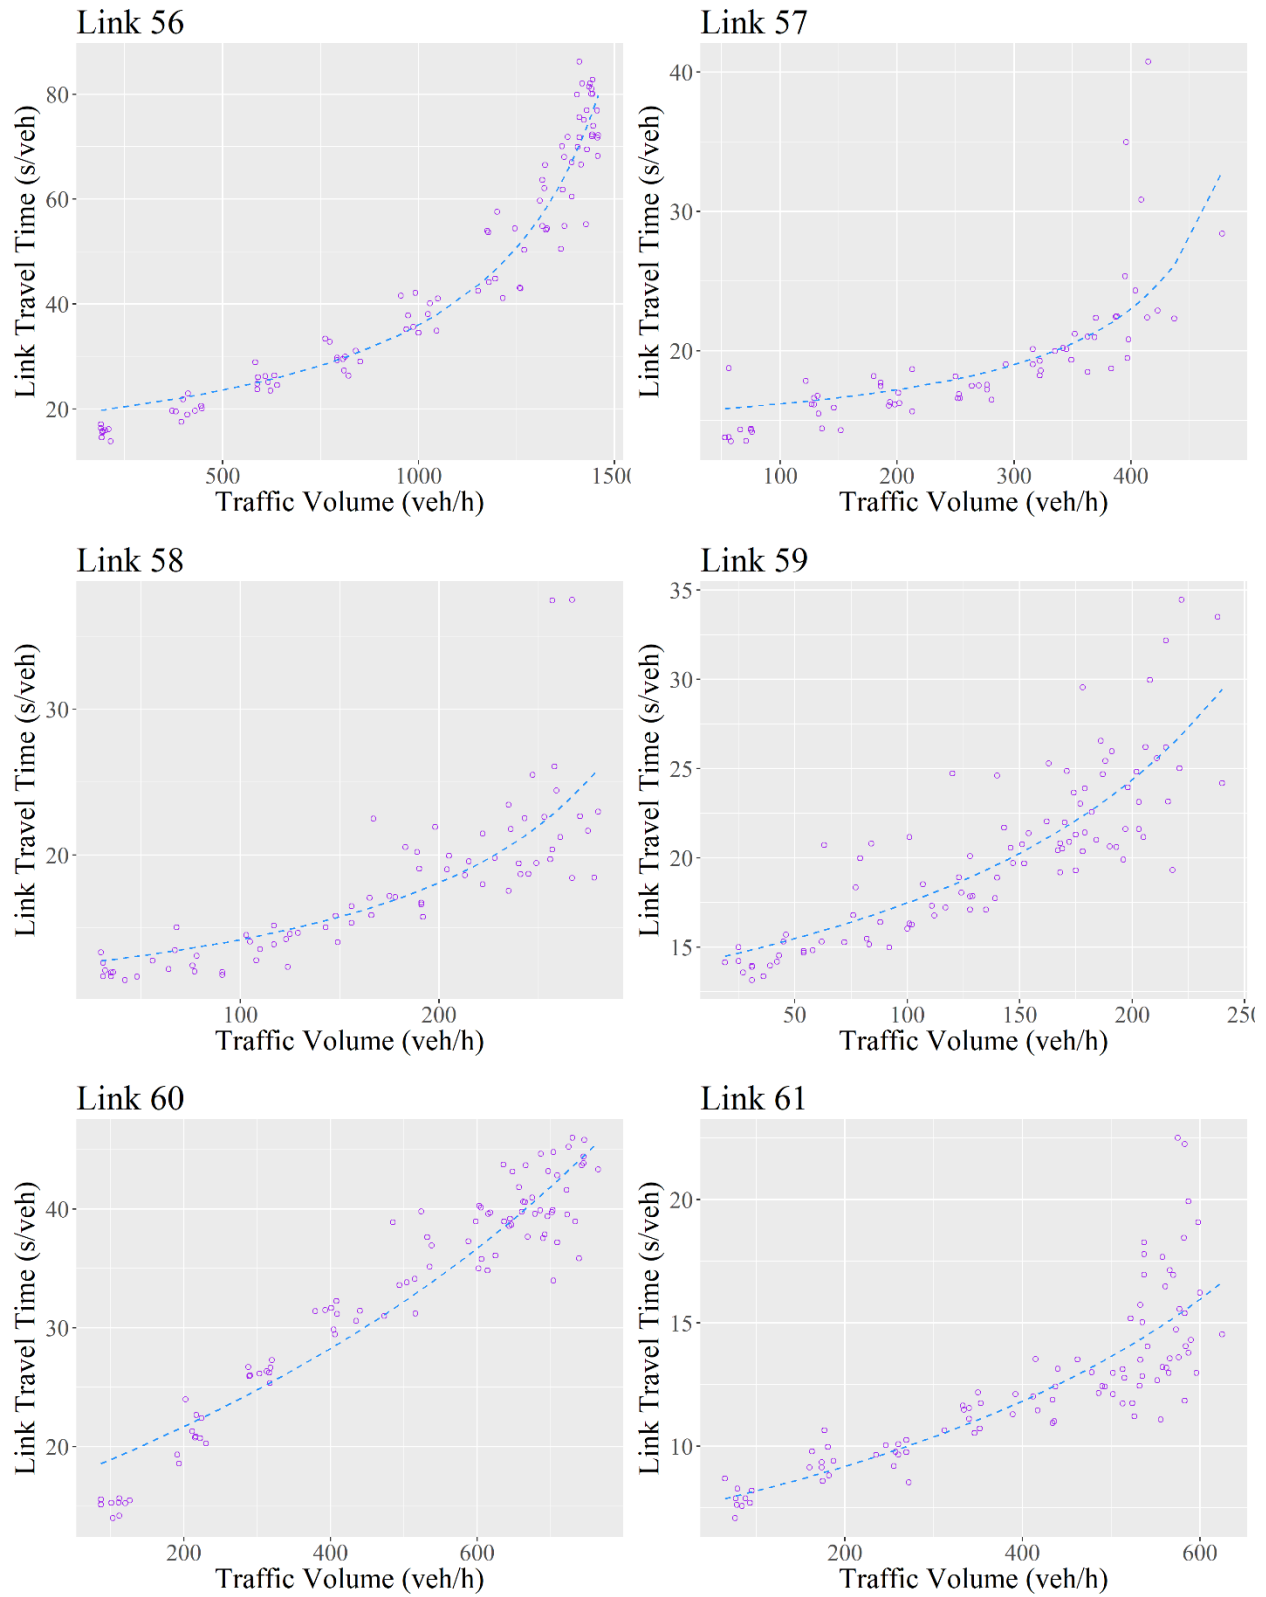 Link 56
Link Travel Time (s/veh)
80
60
40
20
500 1000 1500
Traffic Volume (veh/h)
Link 57
Link Travel Time (s/veh)
40
30
20
100 200 300 400
Traffic Volume (veh/h)
Link 58
Link Travel Time (s/veh)
30
20
100 200
Traffic Volume (veh/h)
Link 59
Link Travel Time (s/veh)
35
30
25
20
15
50 100 150 200 250
Traffic Volume (veh/h)
Link 60
Link Travel Time (s/veh)
40
30
20
200 400 600
Traffic Volume (veh/h)
Link 61
Link Travel Time (s/veh)
20
15
10
200 400 600
Traffic Volume (veh/h)